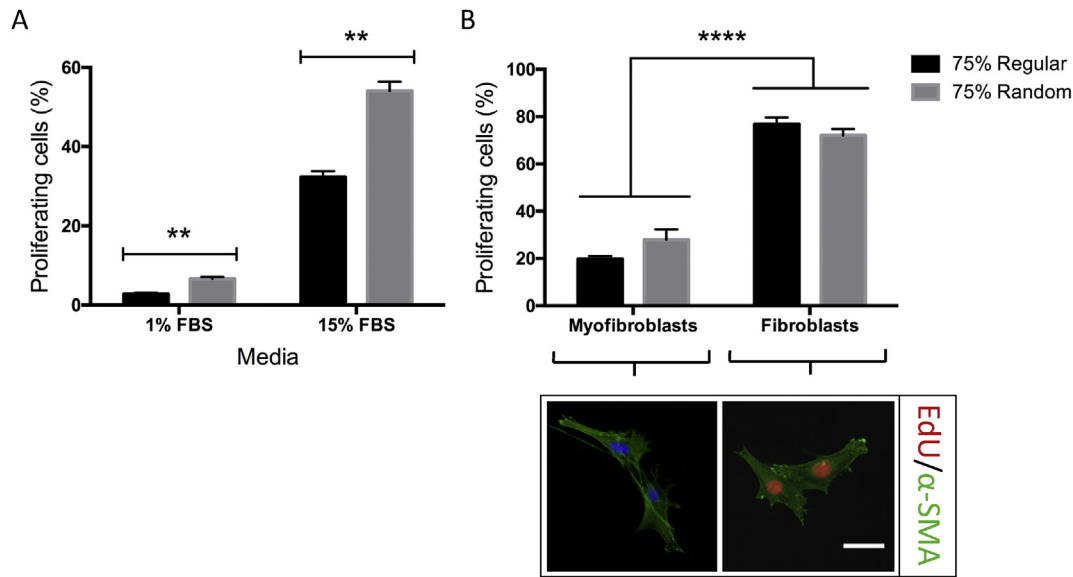 A
B
**
**
****
75% Regular
75% Random
Proliferating cells (%)
60
40
20
0
1% FBS
15% FBS
Media
Proliferating cells (%)
100
80
60
40
20
0
Myofibroblasts
Fibroblasts
EdU/α-SMA